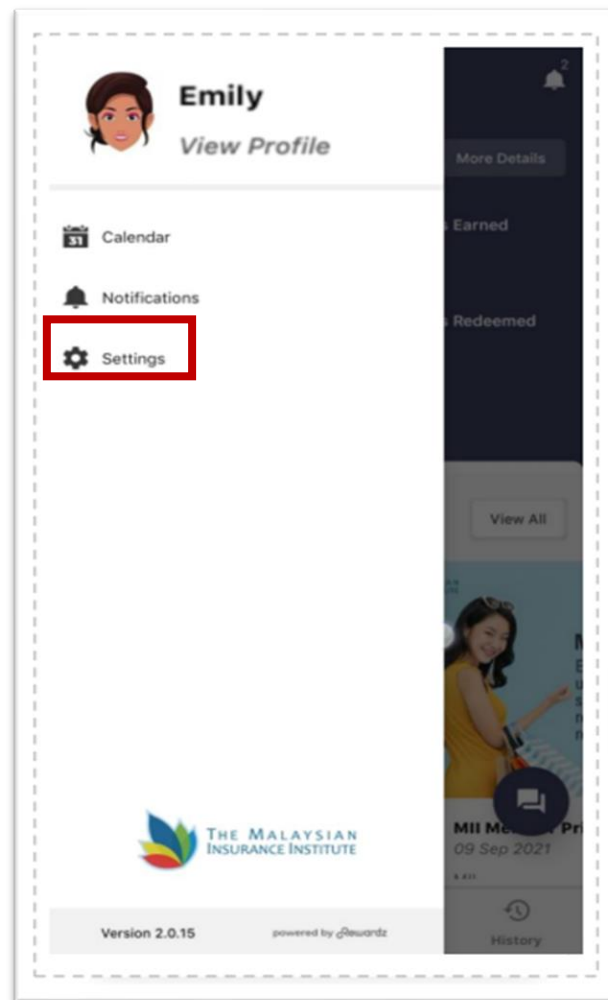 Emily
View Profile
2
More Details
Calendar
31
Earned
Notifications
Redeemed
Settings
View All
MII Me Pri
09 Sep 2021
THE MALAYSIAN
INSURANCE INSTITUTE
Version 2.0.15
powered by Rewardz
History